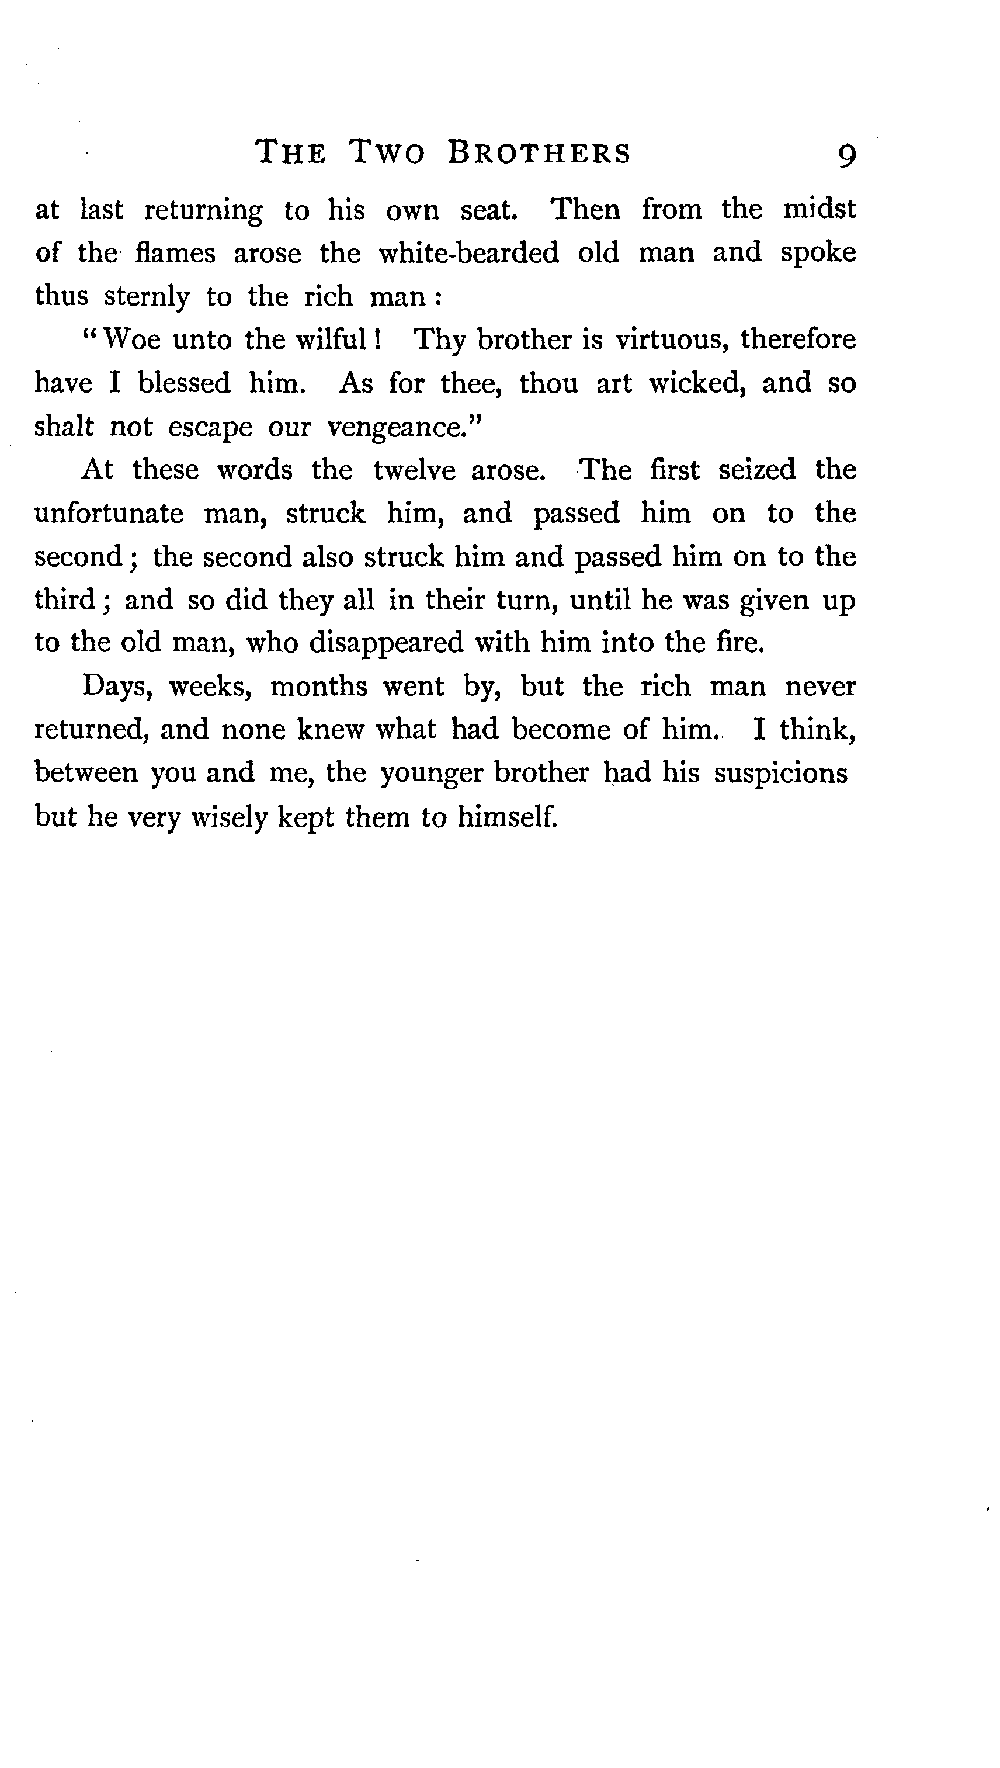 THE TWO BROTHERS 9
at last returning to his own seat. Then from the midst
of the flames arose the white-bearded old man and spoke
thus sternly to the rich man :
"Woe unto the wilful ! Thy brother is virtuous, therefore
have I blessed him. As for thee, thou art wicked, and so
shalt not escape our vengeance."
At these words the twelve arose. The first seized the
unfortunate man, struck him, and passed him on to the
second ; the second also struck him and passed him on to the
third ; and so did they all in their turn, until he was given up
to the old man, who disappeared with him into the fire.
Days, weeks, months went by, but the rich man never
returned, and none knew what had become of him. I think,
between you and me, the younger brother had his suspicions
but he very wisely kept them to himself.